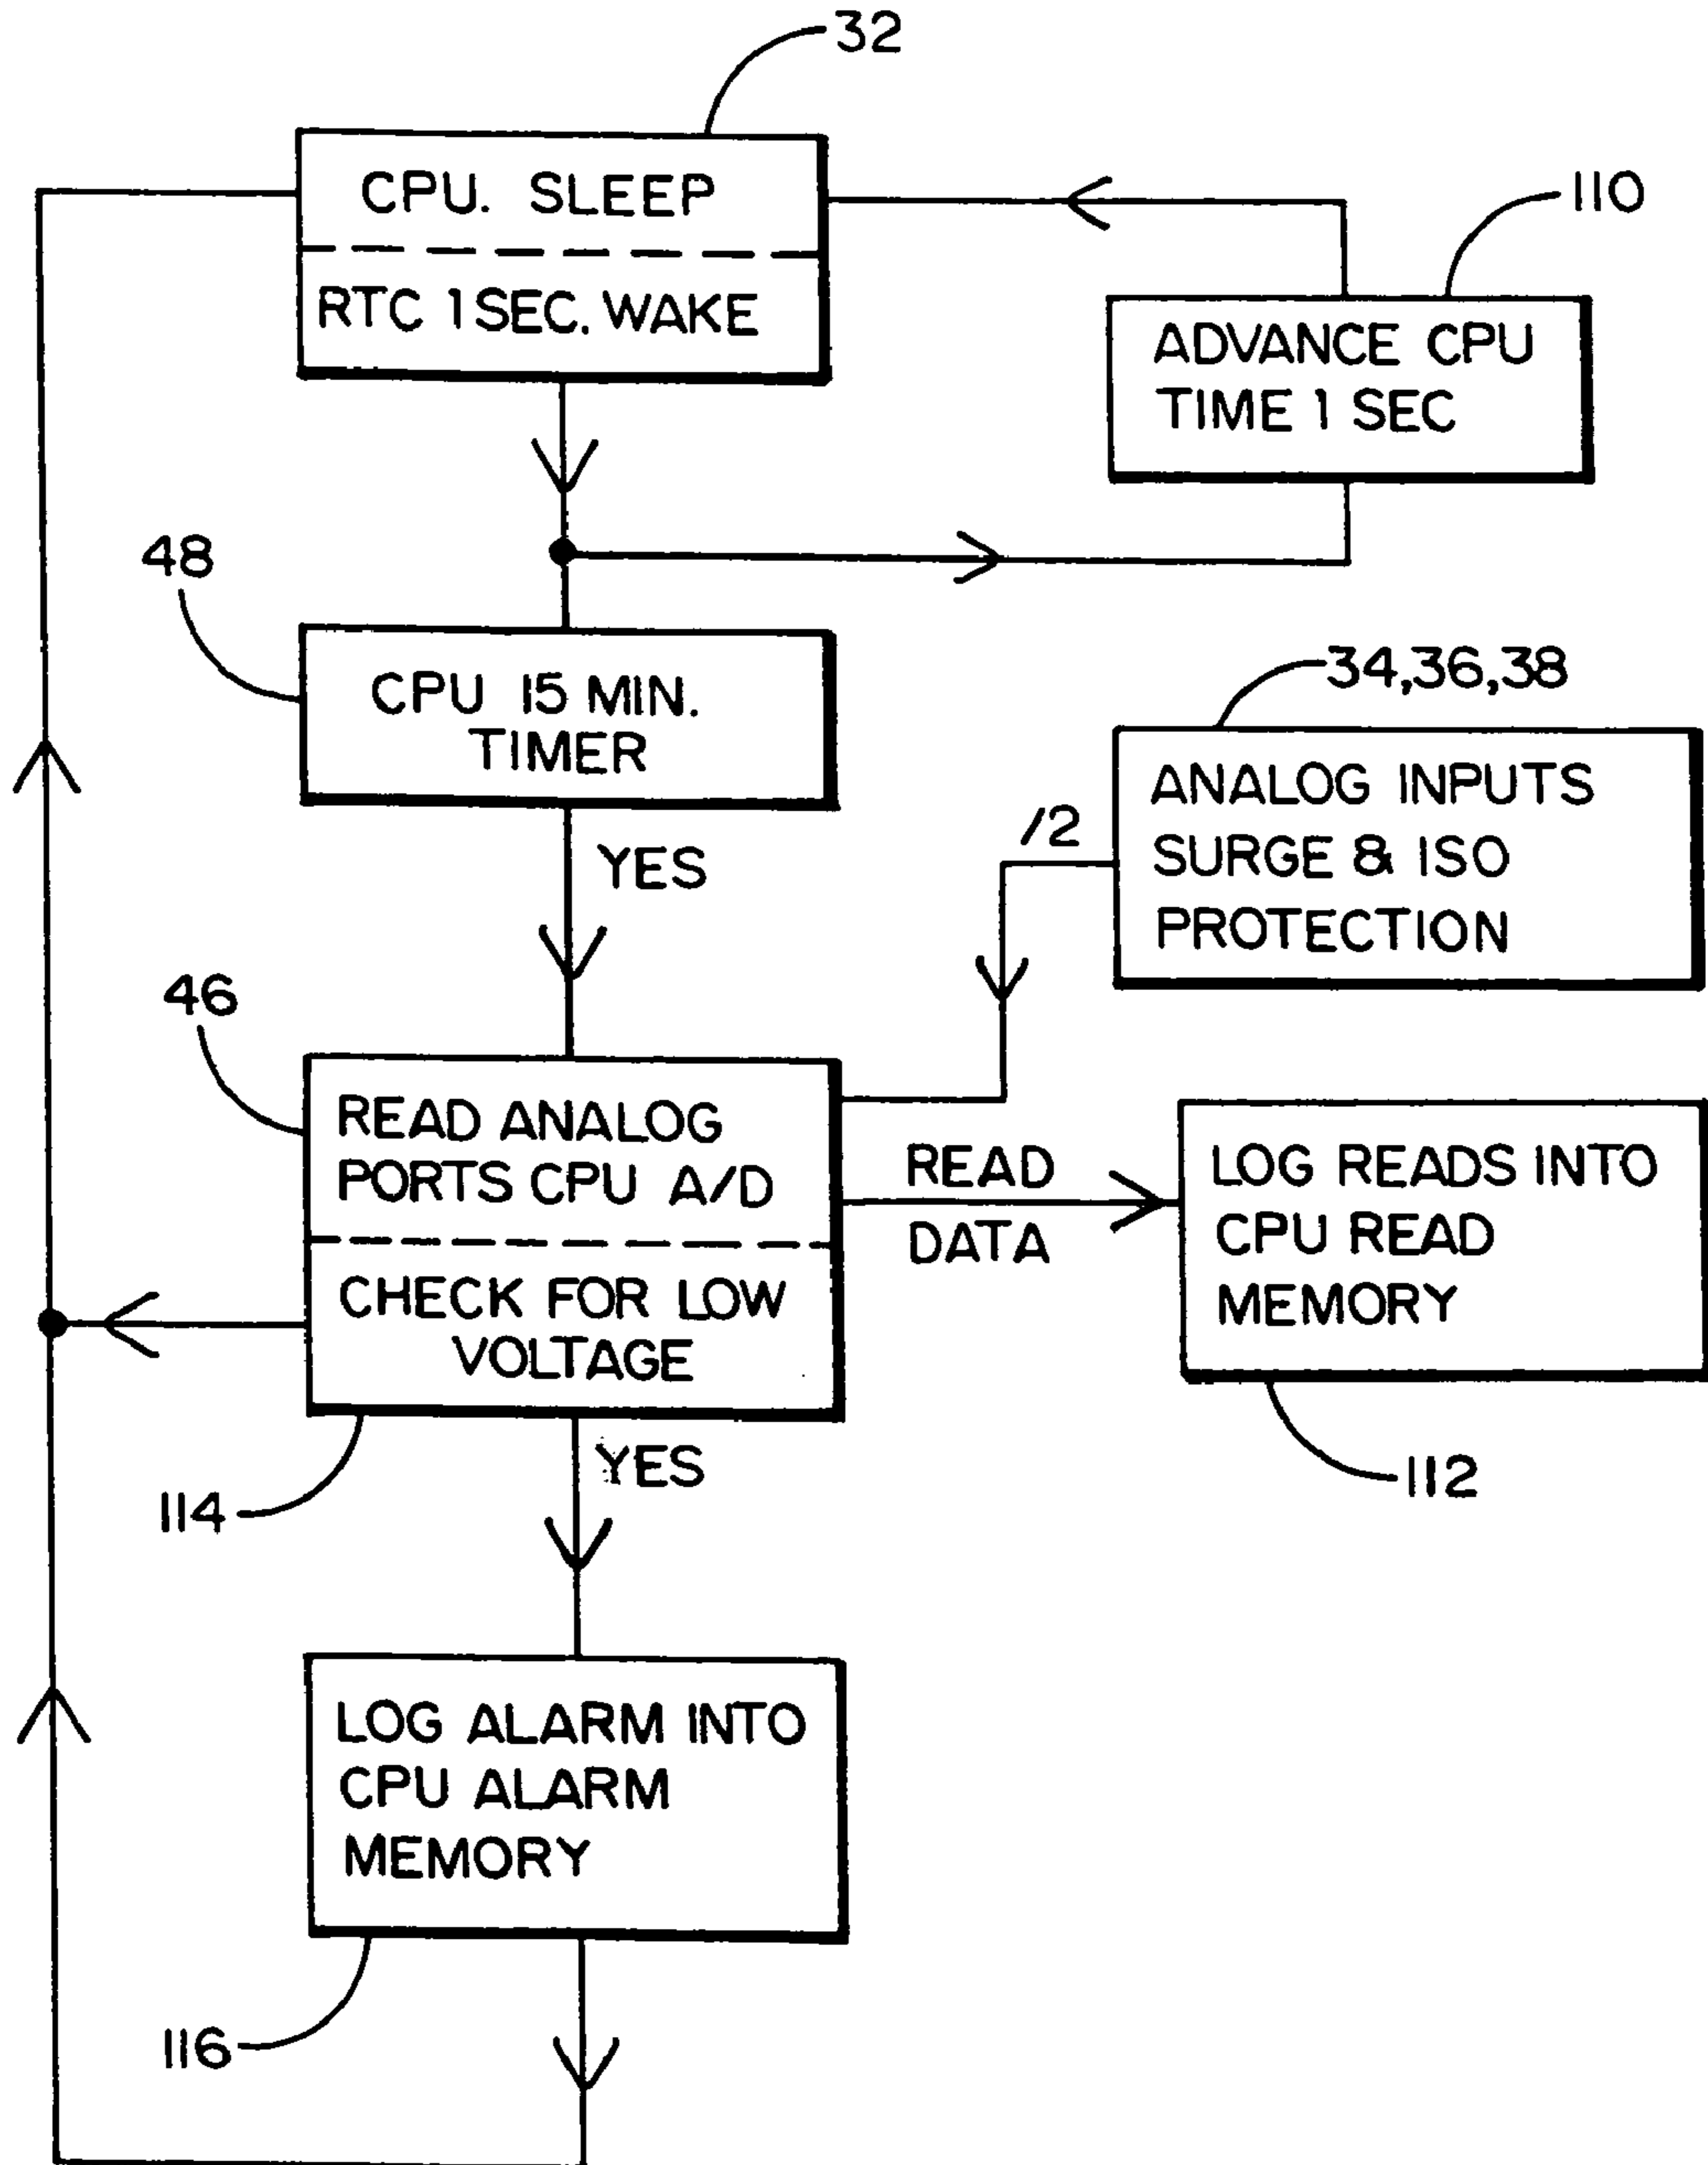 32
CPU. SLEEP
RTC 1 SEC. WAKE
110
ADVANCE CPU
TIME 1 SEC
48
CPU 15 MIN.
TIMER
34,36,38
ANALOG INPUTS
SURGE & ISO
PROTECTION
YES
/2
46
READ ANALOG
PORTS CPU A/D
CHECK FOR LOW
VOLTAGE
READ
DATA
LOG READS INTO
CPU READ
MEMORY
112
114
YES
LOG ALARM INTO
CPU ALARM
MEMORY
116